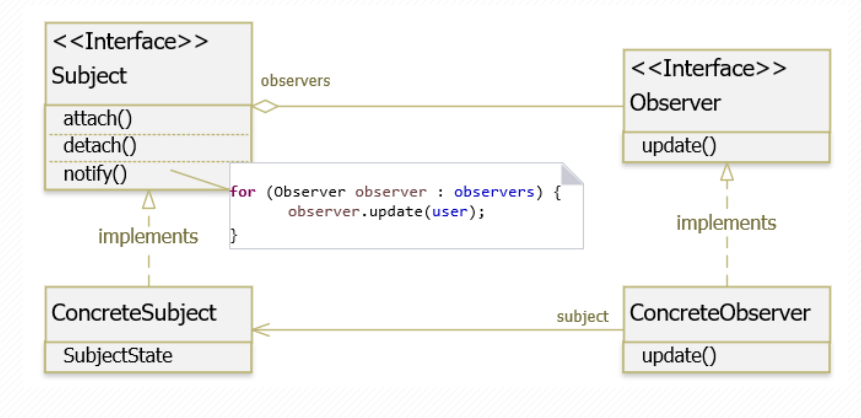 <<Interface>>
Subject
attach()
detach()
notify()
observers
<<Interface>>
Observer
update()
for (Observer observer : observers) {
observer.update(user);
}
implements
implements
ConcreteSubject
SubjectState
subject
ConcreteObserver
update()